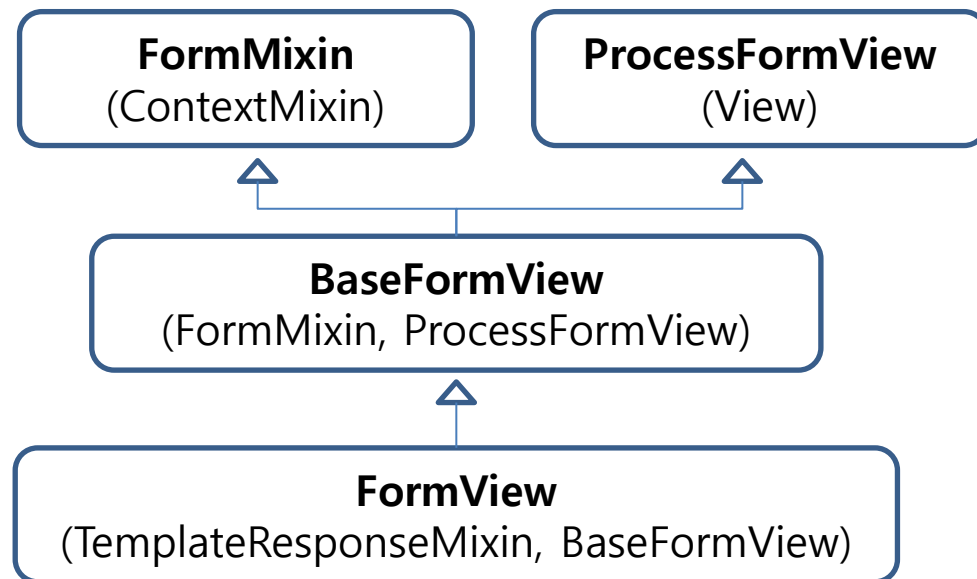 FormMixin
(ContextMixin)
ProcessFormView
(View)
BaseFormView
(FormMixin, ProcessFormView)
FormView
(TemplateResponseMixin, BaseFormView)